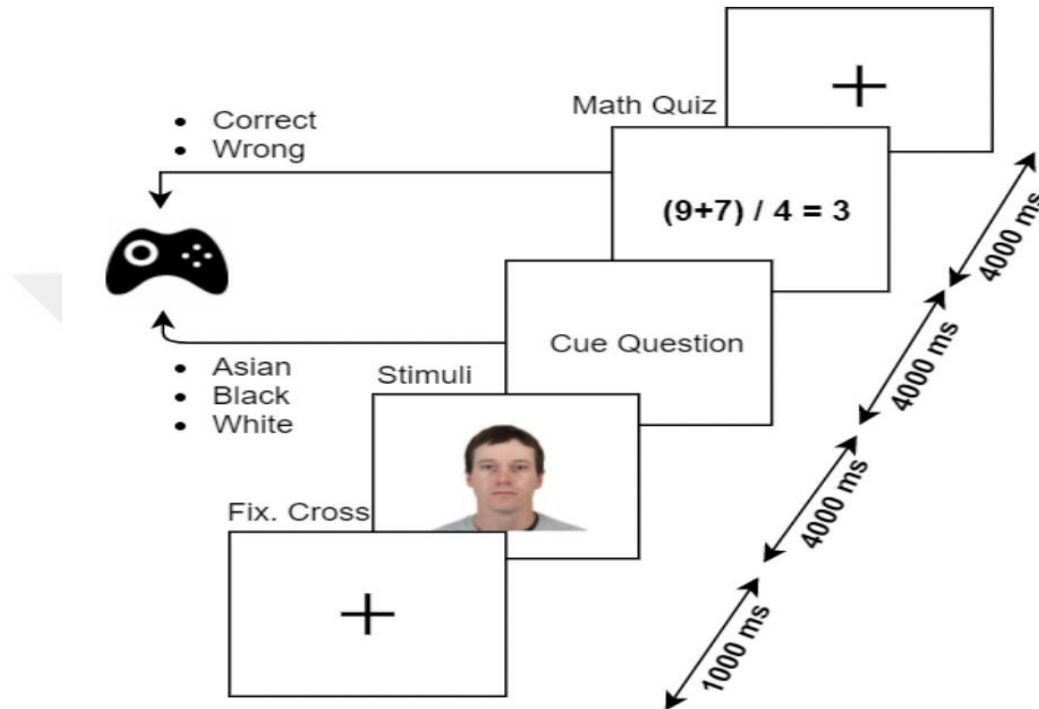 Math Quiz
• Correct
• Wrong
(9+7) / 4 = 3
4000 ms
Cue Question
4000 ms
• Asian
• Black
• White
Stimuli
4000 ms
Fix. Cross
1000 ms